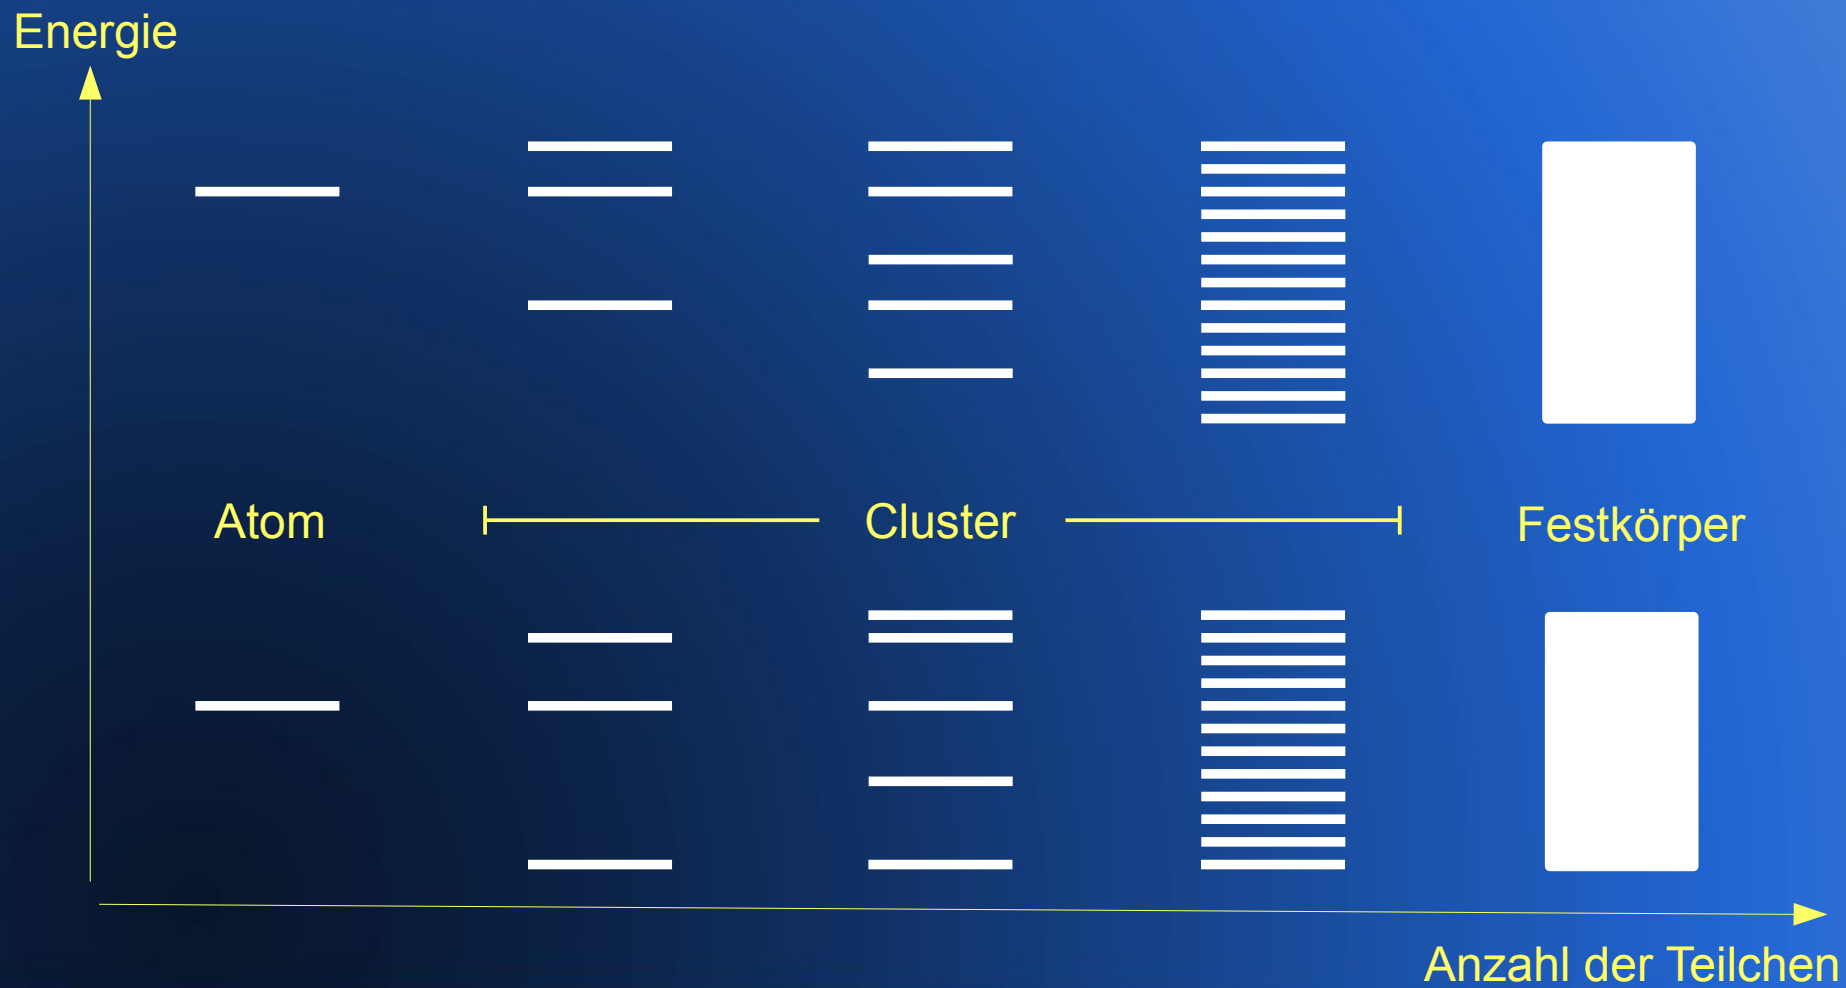 Energie
Atom
Cluster
Festkörper
Anzahl der Teilchen